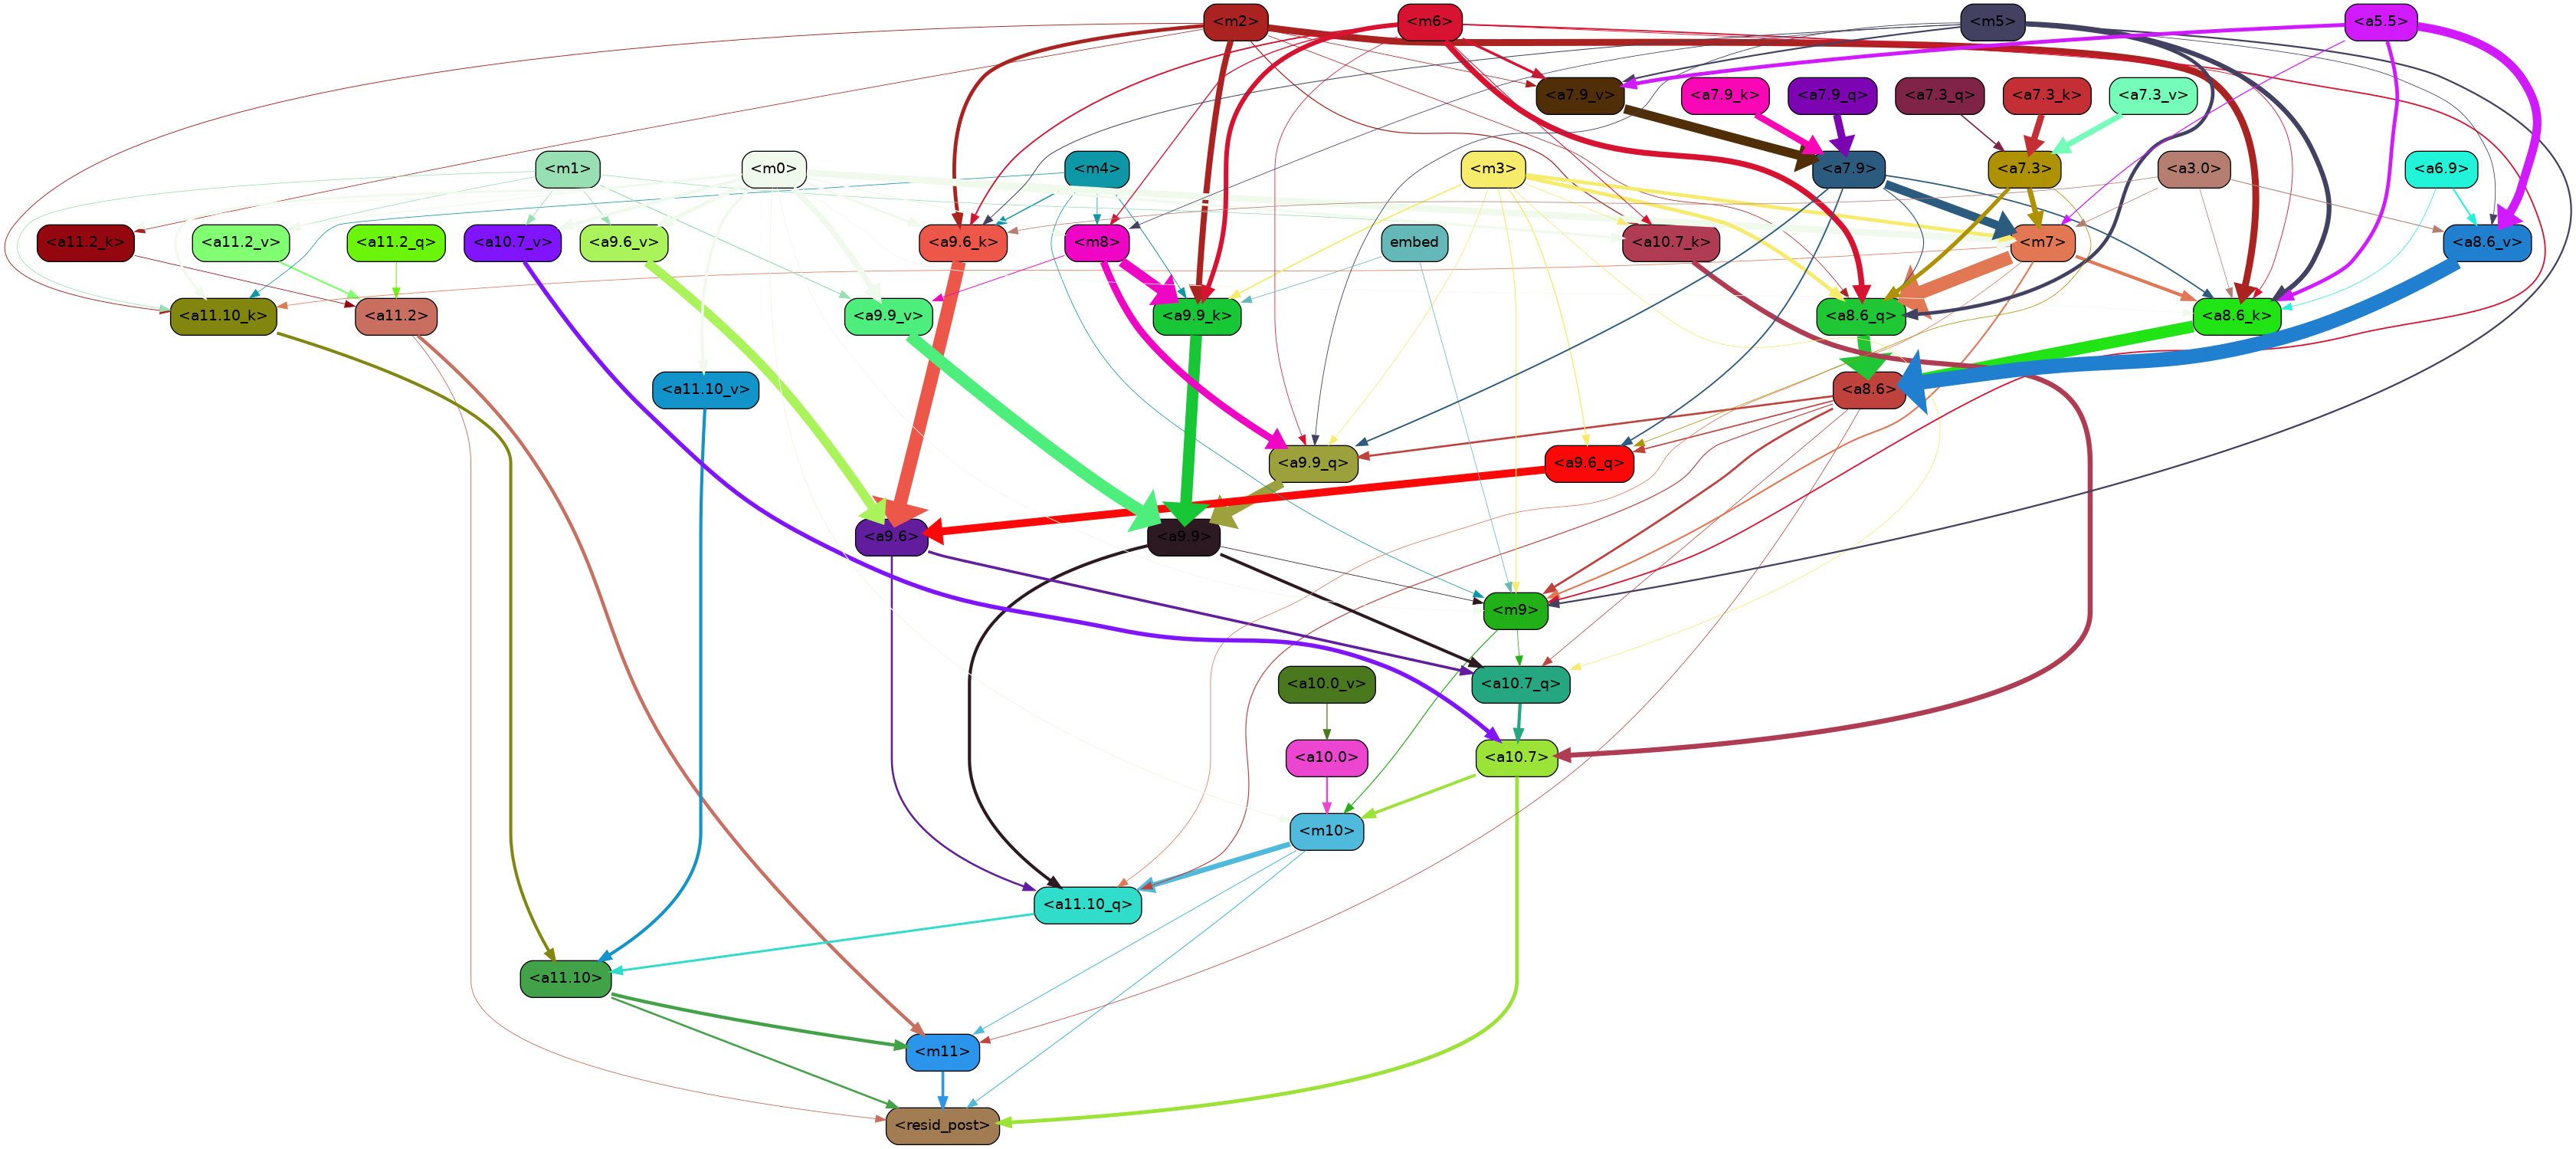 <m2>
<m6>
<m5>
<a5.5>
<a7.9_v>
<a7.9_k>
<a7.9_q>
<a7.3_q>
<a7.3_k>
<a7.3_v>
<m1>
<m0>
<m4>
<m3>
<a7.9>
<a7.3>
<a3.0>
<a6.9>
<a11.2_k>
<a11.2_v>
<a11.2_q>
<a10.7_v>
<a9.6_v>
<a9.6_k>
<m8>
embed
<a10.7_k>
<m7>
<a8.6_v>
<a11.10_k>
<a11.2>
<a9.9_v>
<a9.9_k>
<a8.6_q>
<a8.6_k>
<a11.10_v>
<a8.6>
<a9.9_q>
<a9.6_q>
<a9.6>
<a9.9>
<m9>
<a10.0_v>
<a10.7_q>
<a10.0>
<a10.7>
<m10>
<a11.10_q>
<a11.10>
<m11>
<resid_post>